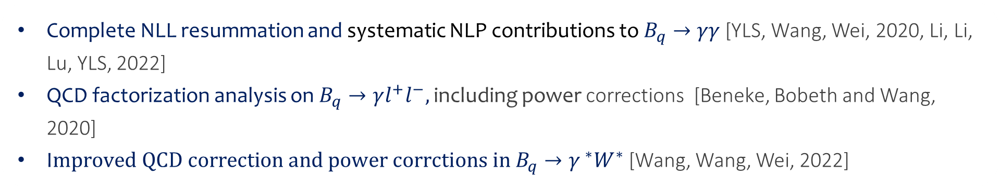 • Complete NLL resummation and systematic NLP contributions to B_q → γγ [YLS, Wang, Wei, 2020, Li, Li,
Lu, YLS, 2022]
• QCD factorization analysis on B_q → γl⁺l⁻, including power corrections [Beneke, Bobeth and Wang,
2020]
• Improved QCD correction and power corrctions in B_q → γ *W* [Wang, Wang, Wei, 2022]